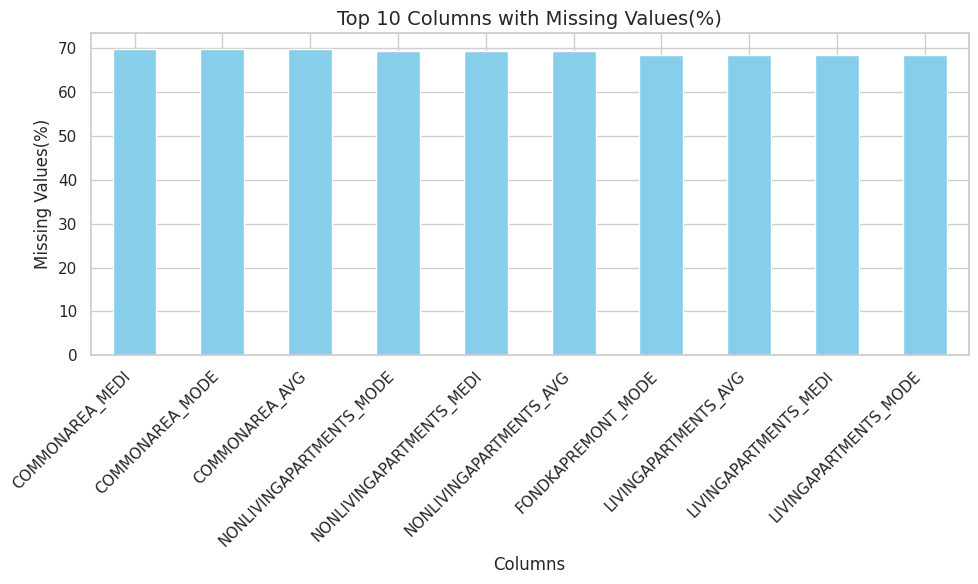 Top 10 Columns with Missing Values(%)
Missing Values(%)
70
60
50
40
30
20
10
0
COMMONAREA_MEDI
COMMONAREA_MODE
COMMONAREA_AVG
NONLIVINGAPARTMENTS_MODE
NONLIVINGAPARTMENTS_MEDI
NONLIVINGAPARTMENTS_AVG
FONDKAPREMONT_MODE
LIVINGAPARTMENTS_AVG
LIVINGAPARTMENTS_MEDI
LIVINGAPARTMENTS_MODE
Columns